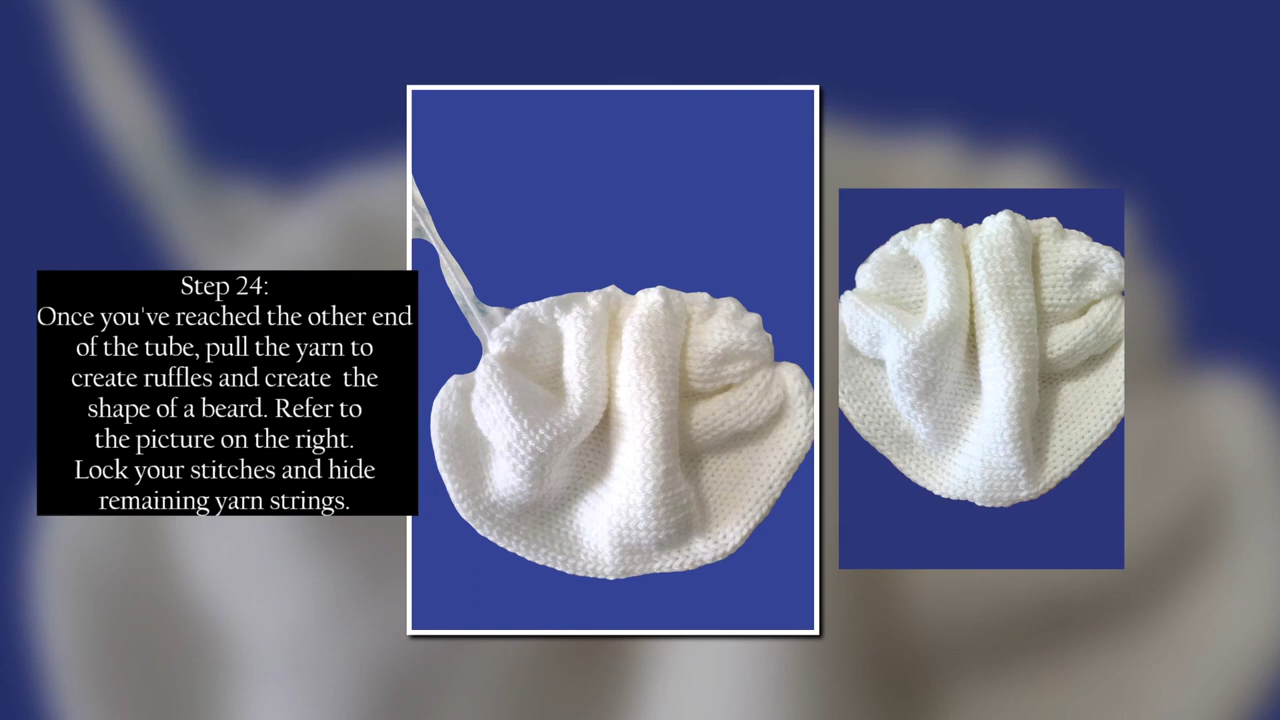 Step 24:
Once you've reached the other end
of the tube, pull the yarn to
create ruffles and create the
shape of a beard. Refer to
the picture on the right.
Lock your stitches and hide
remaining yarn strings.